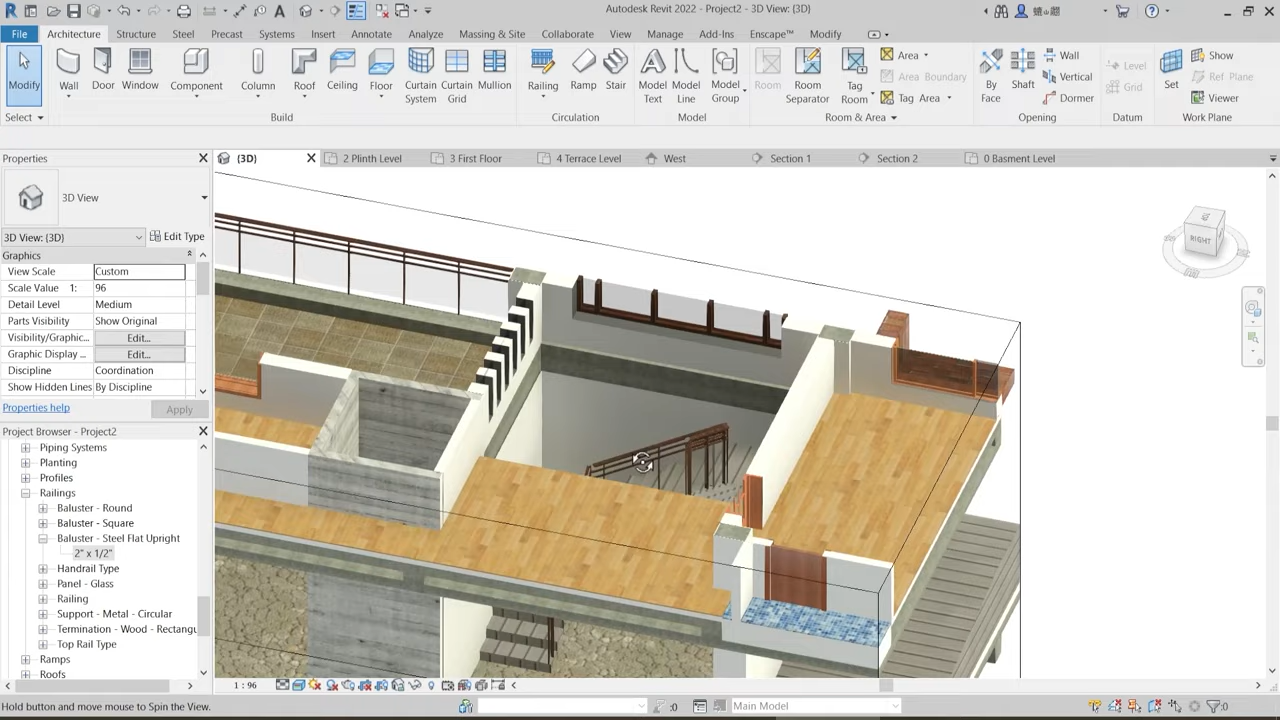 Autodesk Revit 2022 - Project2 - 3D View: {3D}
File Architecture Structure Steel Precast Systems Insert Annotate Analyze Massing & Site Collaborate View Manage Add-Ins Enscape™ Modify
Modify Wall Door Window Component Column Roof Ceiling Floor Curtain System Curtain Grid Mullion Railing Ramp Stair Model Text Model Line Model Group Room Room Separator Tag Room Area Area Boundary Tag Area By Face Shaft Wall Vertical Dormer Level Grid Set Show Ref Plane Viewer
Select Build Circulation Model Room & Area Opening Datum Work Plane
Properties
{3D} 2 Plinth Level 3 First Floor 4 Terrace Level West Section 1 Section 2 0 Basment Level
3D View
3D View: {3D} Edit Type
Graphics
View Scale Custom
Scale Value 1: 96
Detail Level Medium
Parts Visibility Show Original
Visibility/Graphic... Edit...
Graphic Display ... Edit...
Discipline Coordination
Show Hidden Lines By Discipline
Properties help Apply
Project Browser - Project2
Piping Systems
Planting
Profiles
Railings
Baluster - Round
Baluster - Square
Baluster - Steel Flat Upright
2" x 1/2"
Handrail Type
Panel - Glass
Railing
Support - Metal - Circular
Termination - Wood - Rectangu
Top Rail Type
Ramps
Roofs
RIGHT
1 : 96
Hold button and move mouse to Spin the View.
:0 Main Model :0